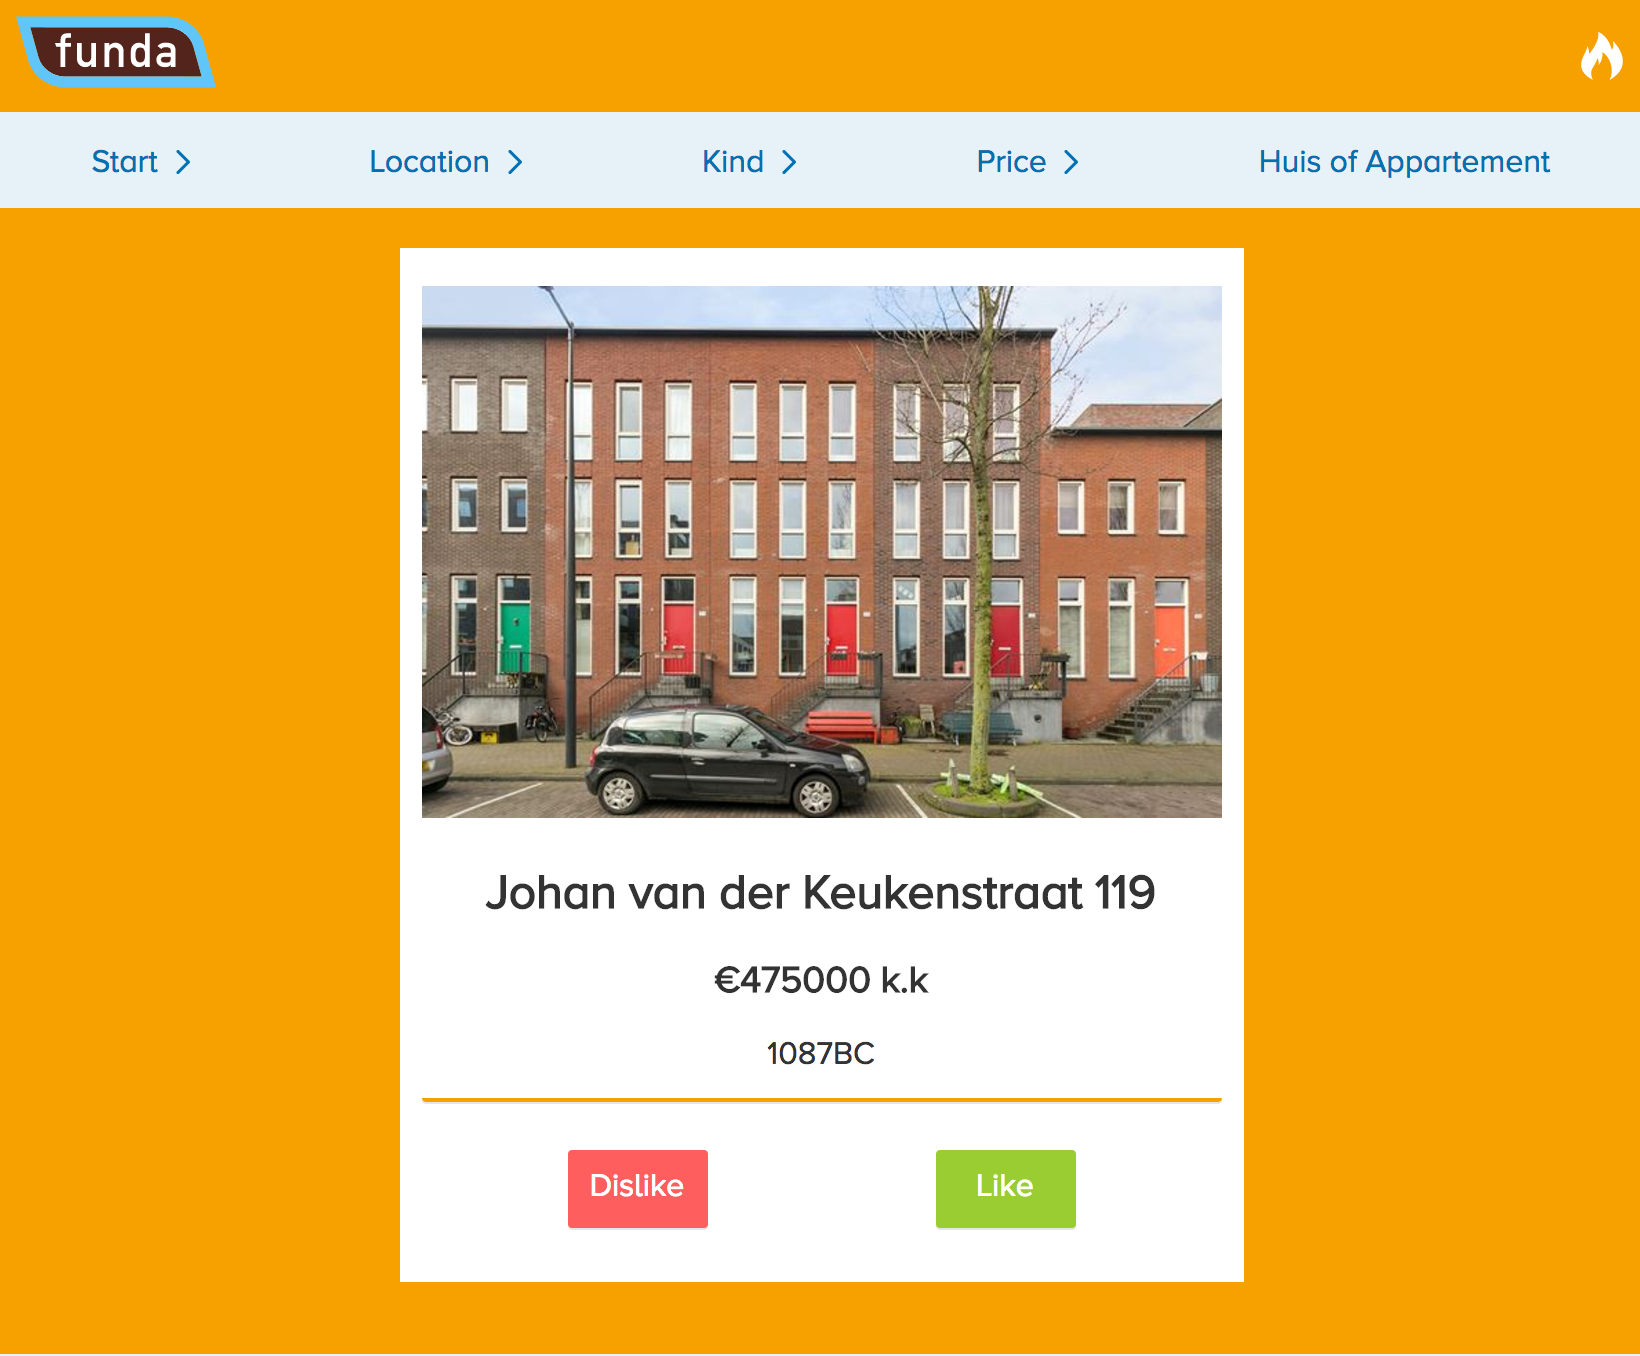 funda
Start
Location
Kind
Price
Huis of Appartement
Johan van der Keukenstraat 119
€475000 k.k
1087BC
Dislike
Like